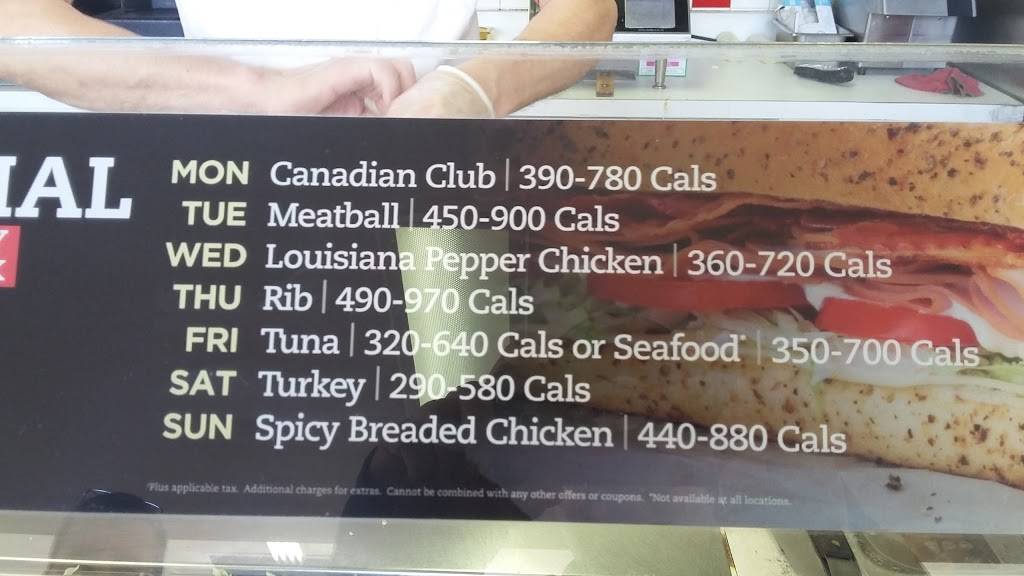 IAL
MON Canadian Club | 390-780 Cals
TUE Meatball | 450-900 Cals
WED Louisiana Pepper Chicken | 360-720 Cals
THU Rib | 490-970 Cals
FRI Tuna | 320-640 Cals or Seafood* | 350-700 Cals
SAT Turkey | 290-580 Cals
SUN Spicy Breaded Chicken | 440-880 Cals
*Plus applicable tax. Additional charges for extras. Cannot be combined with any other offers or coupons. *Not available at all locations.